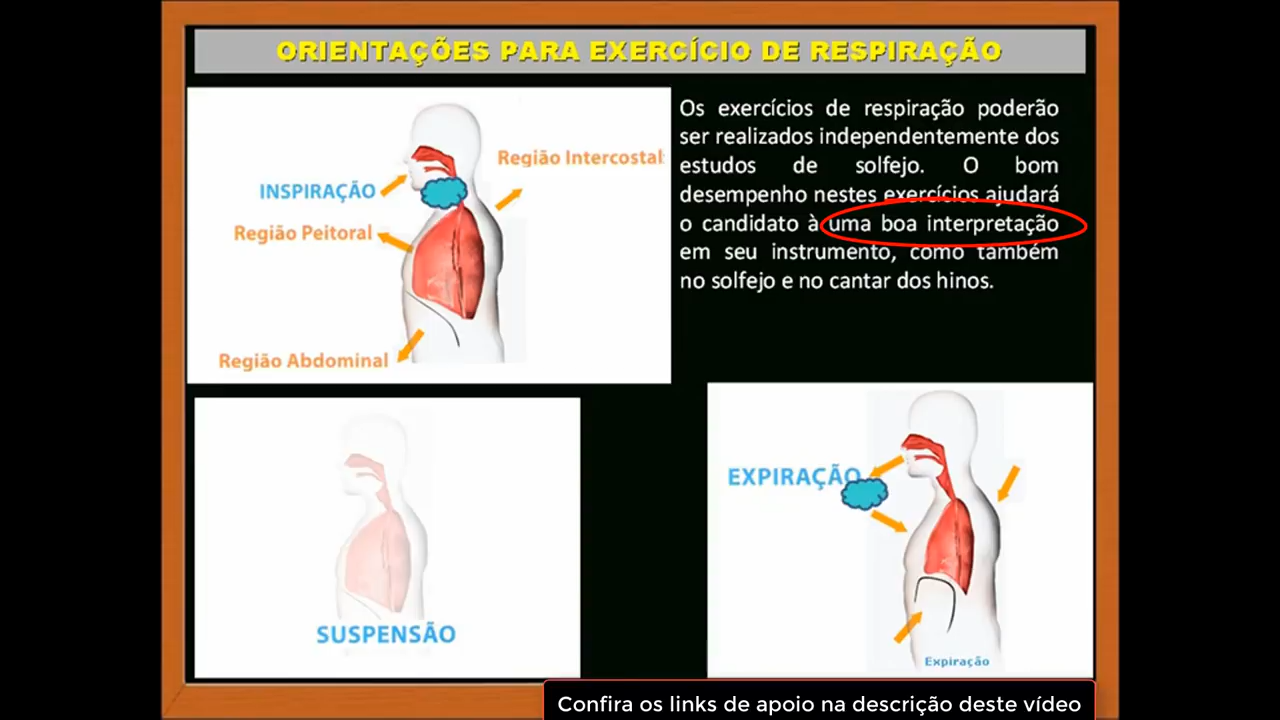 ORIENTAÇÕES PARA EXERCÍCIO DE RESPIRAÇÃO
Região Intercostal
INSPIRAÇÃO
Região Peitoral
Região Abdominal
Os exercícios de respiração poderão
ser realizados independentemente dos
estudos de solfejo. O bom
desempenho nestes exercícios ajudará
o candidato à uma boa interpretação
em seu instrumento, como também
no solfejo e no cantar dos hinos.
SUSPENSÃO
EXPIRAÇÃO
Expiração
Confira os links de apoio na descrição deste vídeo